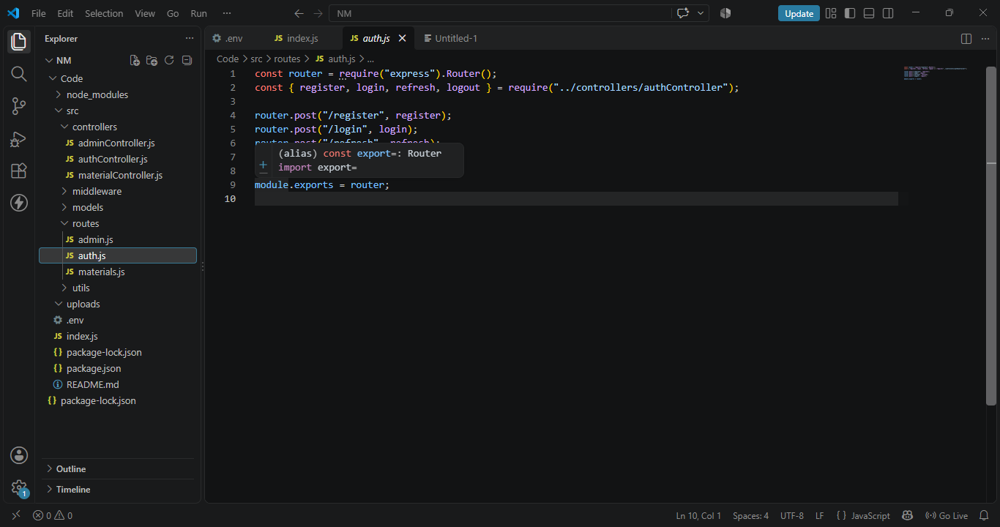 File Edit Selection View Go Run ···
NM
Update
Explorer
.env
JS index.js
JS auth.js
Untitled-1
NM
Code > src > routes > JS auth.js > ...
Code
node_modules
src
controllers
JS adminController.js
JS authController.js
JS materialController.js
middleware
models
routes
JS admin.js
JS auth.js
JS materials.js
utils
uploads
.env
JS index.js
{} package-lock.json
{} package.json
README.md
{} package-lock.json
Outline
Timeline
1 const router = require("express").Router();
2 const { register, login, refresh, logout } = require("../controllers/authController");
3
4 router.post("/register", register);
5 router.post("/login", login);
6 router.post("/refresh", refresh);
7
8
(alias) const export=: Router
import export=
9 module.exports = router;
10
1
0 0
Ln 10, Col 1 Spaces: 4 UTF-8 LF {} JavaScript Go Live